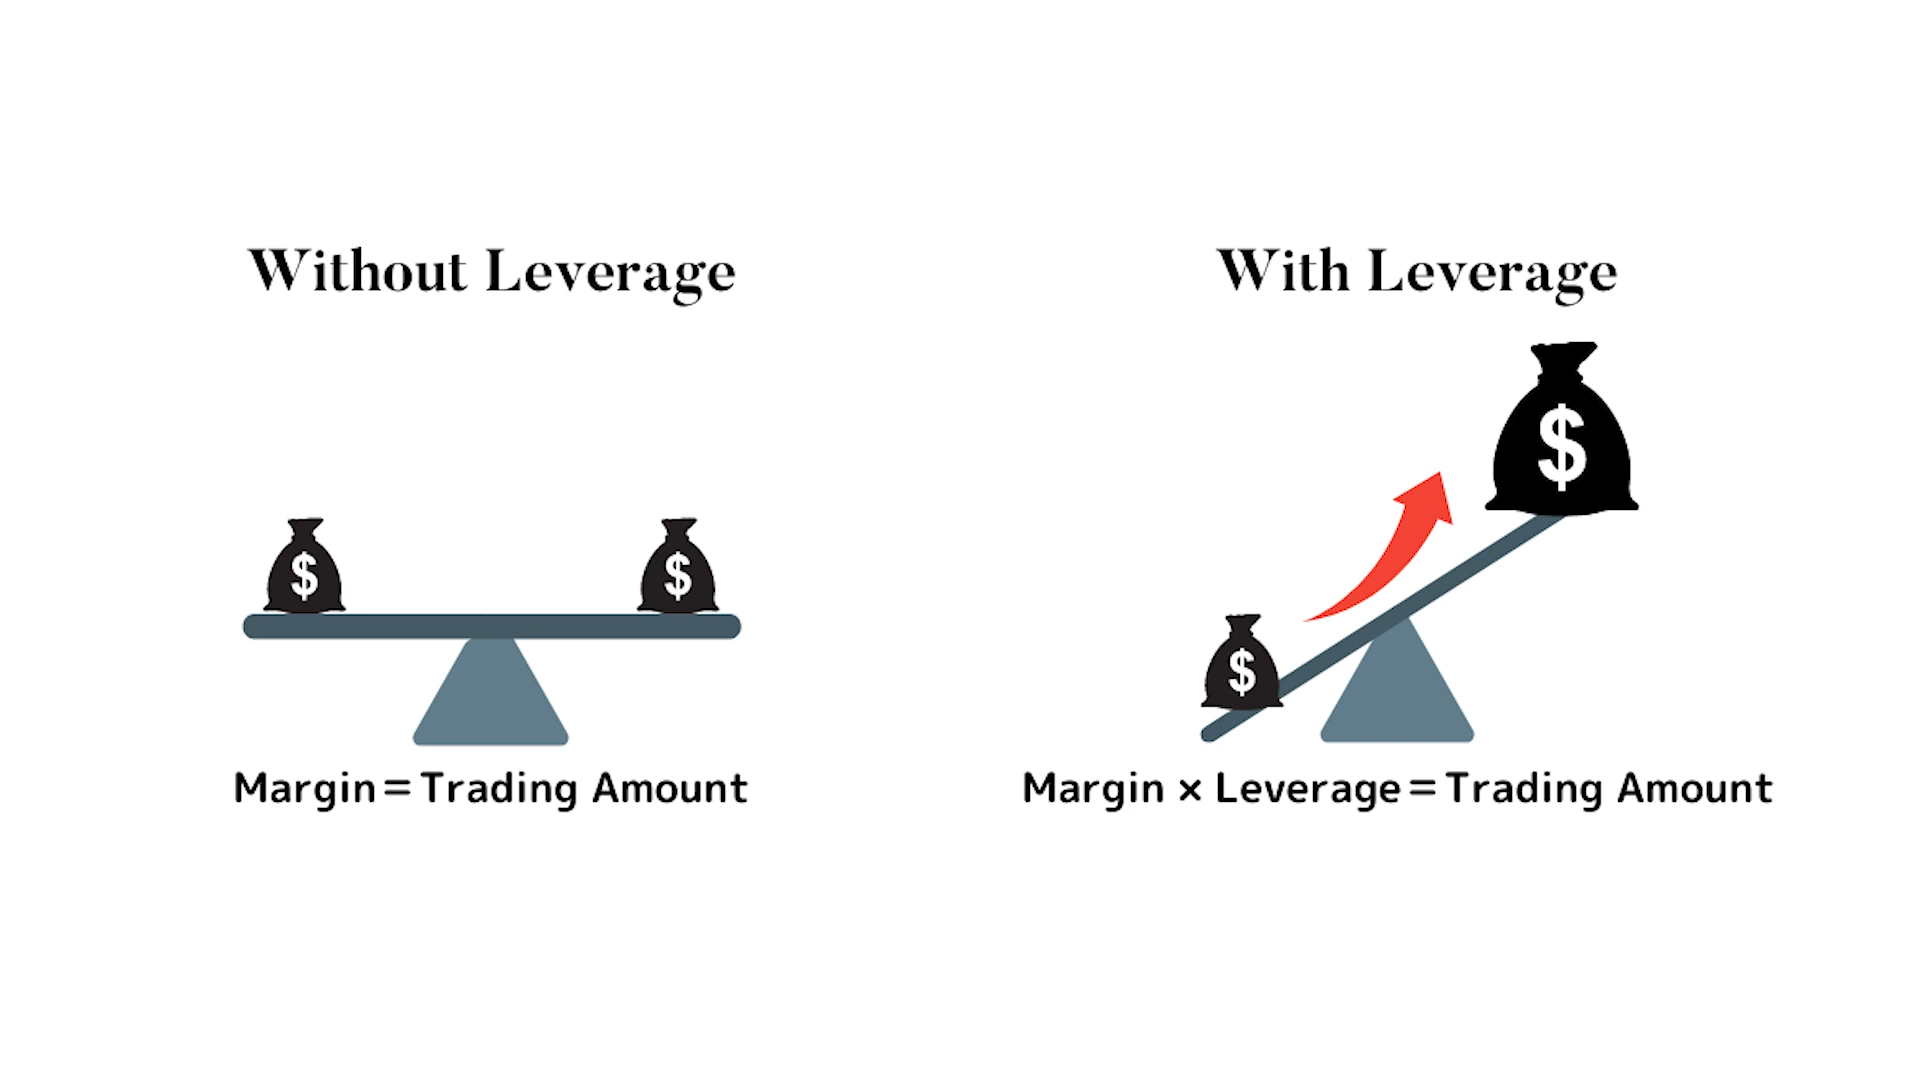 Without Leverage
With Leverage
$
$
$
$
Margin=Trading Amount
Margin × Leverage=Trading Amount